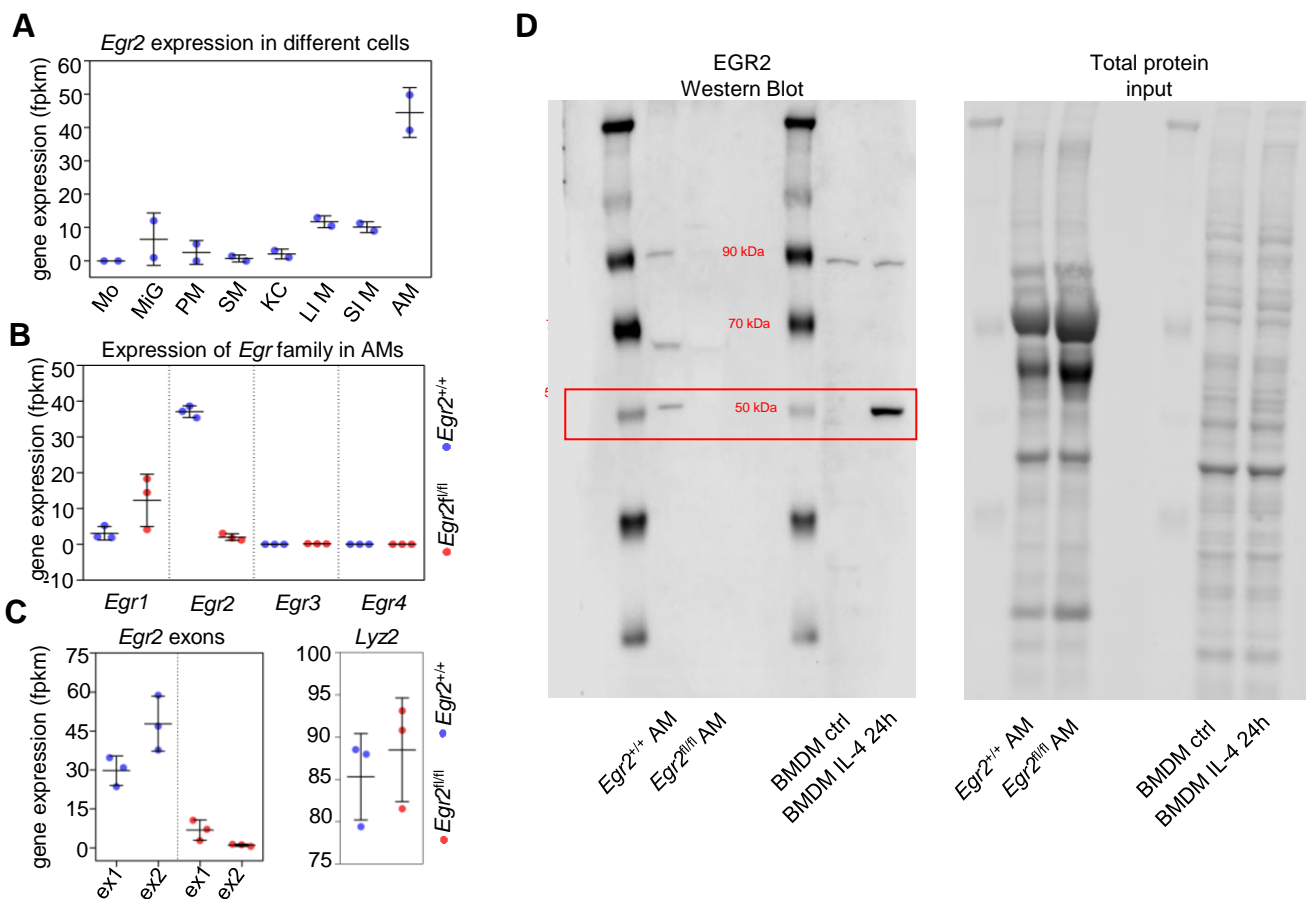 A
Egr2 expression in different cells
gene expression (fpkm)
60
50
40
30
20
10
0
Mo
MiG
PM
SM
KC
LI M
SI M
AM
B
Expression of Egr family in AMs
gene expression (fpkm)
50
40
30
20
10
0
-10
Egr1
Egr2
Egr3
Egr4
Egr2+/+
Egr2fl/fl
C
Egr2 exons
gene expression (fpkm)
75
60
45
30
15
0
ex1
ex2
ex1
ex2
Lyz2
100
95
90
85
80
75
Egr2+/+
Egr2fl/fl
D
EGR2
Western Blot
90 kDa
70 kDa
50 kDa
Egr2+/+ AM
Egr2fl/fl AM
BMDM ctrl
BMDM IL-4 24h
Total protein
input
Egr2+/+ AM
Egr2fl/fl AM
BMDM ctrl
BMDM IL-4 24h